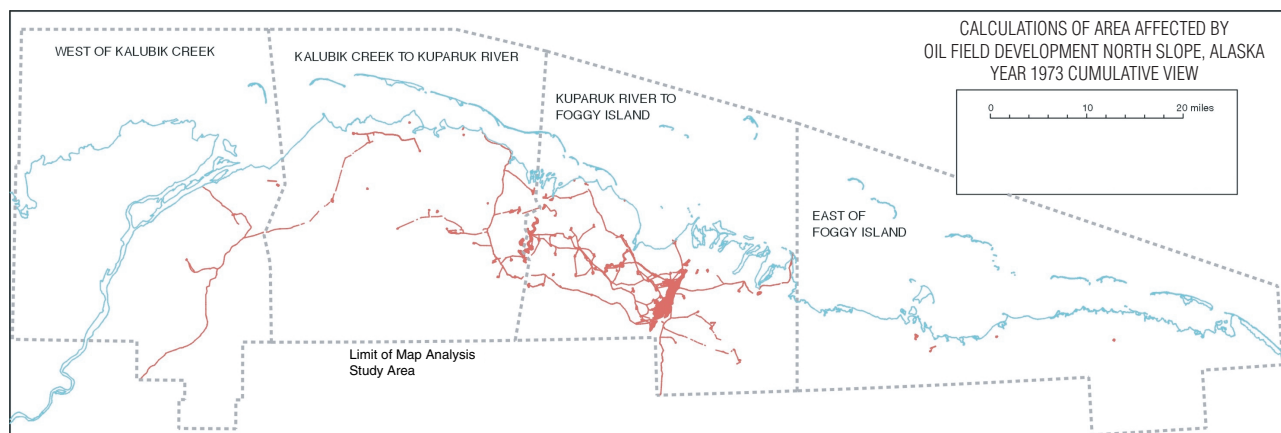 CALCULATIONS OF AREA AFFECTED BY
OIL FIELD DEVELOPMENT NORTH SLOPE, ALASKA
YEAR 1973 CUMULATIVE VIEW
WEST OF KALUBIK CREEK
KALUBIK CREEK TO KUPARUK RIVER
KUPARUK RIVER TO
FOGGY ISLAND
0 10 20 miles
EAST OF
FOGGY ISLAND
Limit of Map Analysis
Study Area